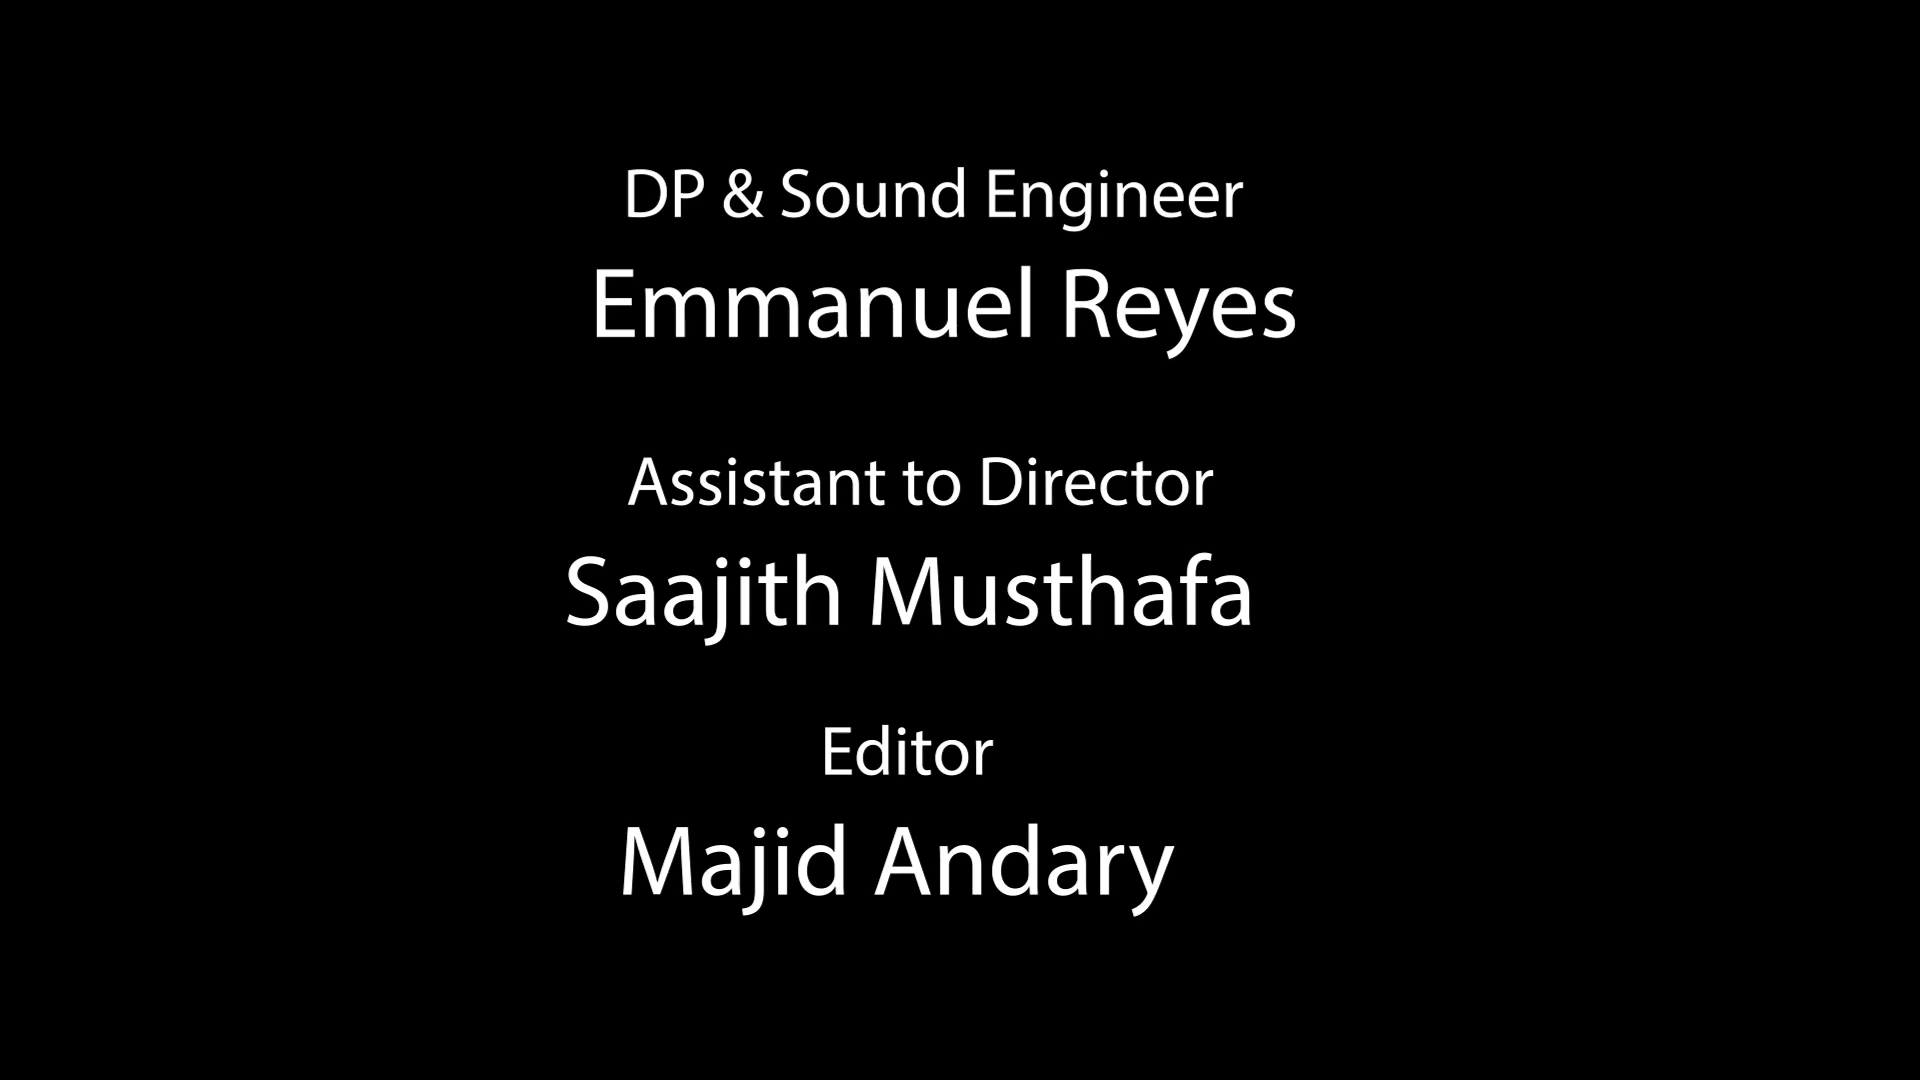 DP & Sound Engineer
Emmanuel Reyes
Assistant to Director
Saajith Musthafa
Editor
Majid Andary